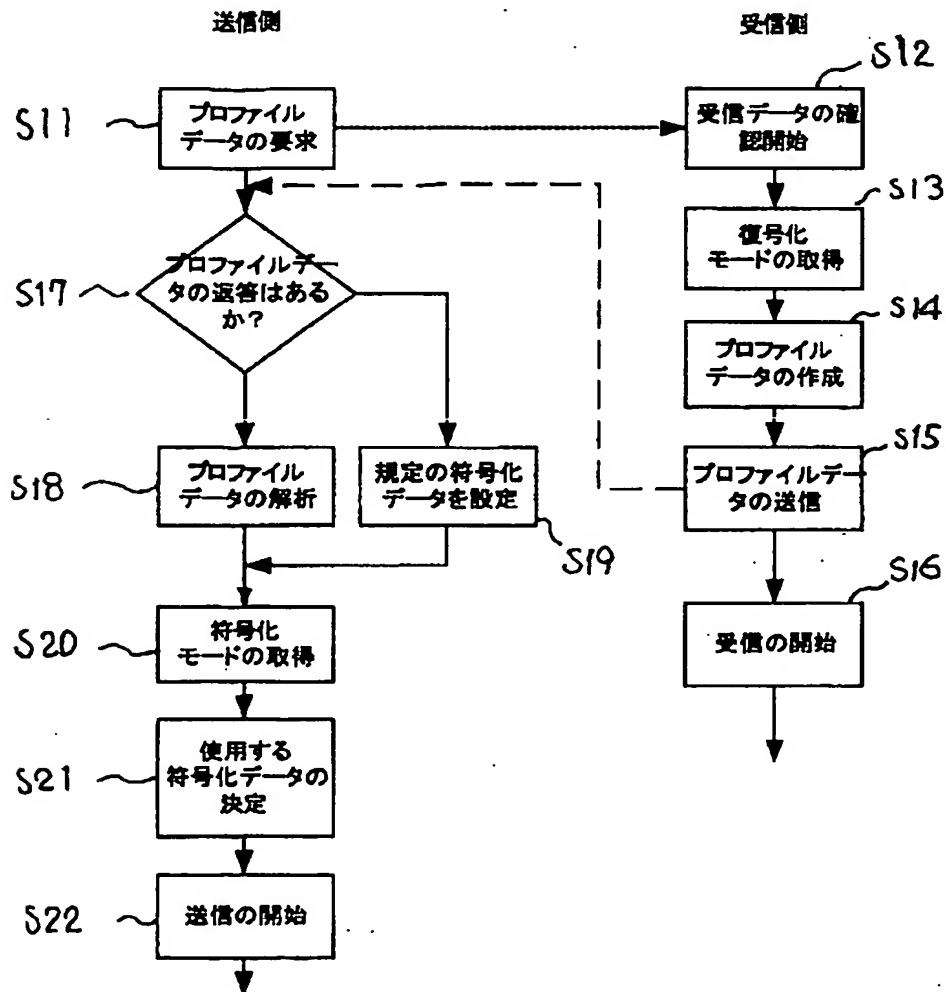 送信側
受信側
S11
プロファイル
データの要求
S12
受信データの確
認開始
S13
復号化
モードの取得
S17
プロファイルデー
タの返答はある
か?
S14
プロファイル
データの作成
S15
プロファイルデー
タの送信
S18
プロファイル
データの解析
規定の符号化
データを設定
S19
S16
受信の開始
S20
符号化
モードの取得
S21
使用する
符号化データの
決定
S22
送信の開始